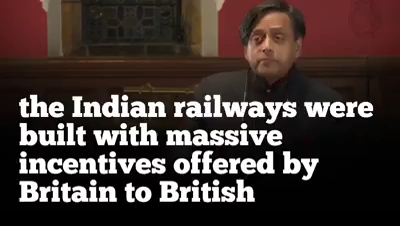 the Indian railways were
built with massive
incentives offered by
Britain to British